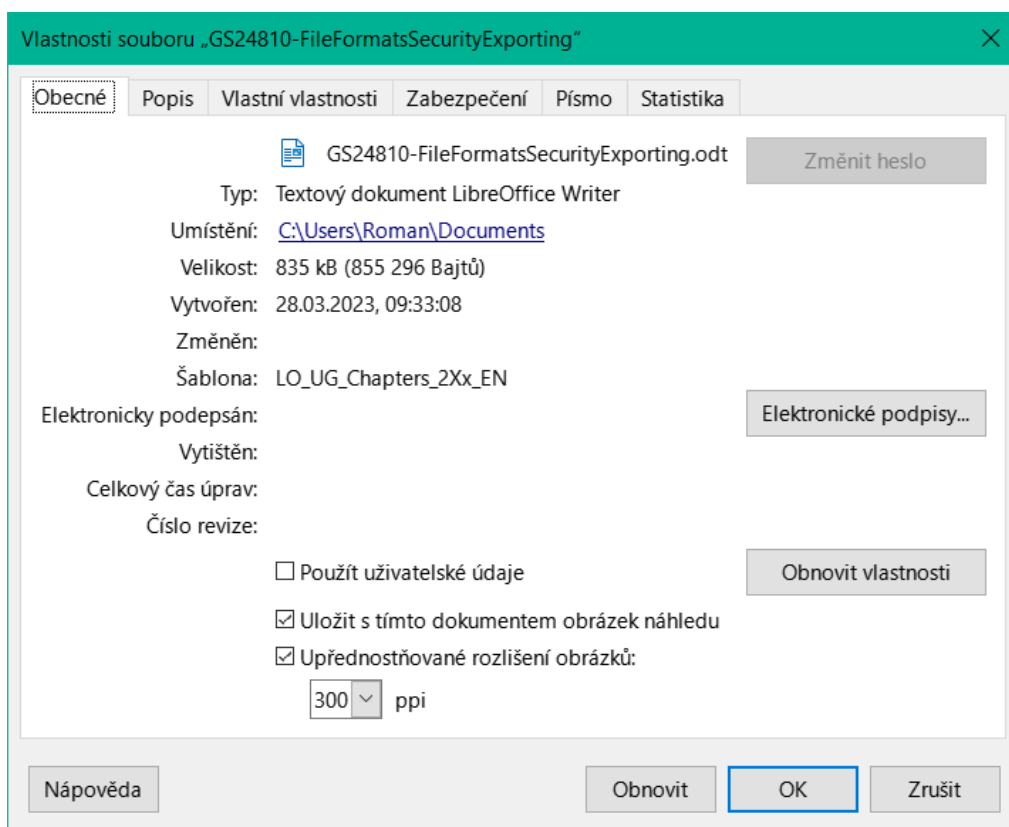 Vlastnosti souboru „GS24810-FileFormatsSecurityExporting“
Obecné Popis Vlastní vlastnosti Zabezpečení Písmo Statistika
GS24810-FileFormatsSecurityExporting.odt Změnit heslo
Typ: Textový dokument LibreOffice Writer
Umístění: C:\Users\Roman\Documents
Velikost: 835 kB (855 296 Bajtů)
Vytvořen: 28.03.2023, 09:33:08
Změněn:
Šablona: LO_UG_Chapters_2Xx_EN
Elektronicky podepsán: Elektronické podpisy...
Vytištěn:
Celkový čas úprav:
Číslo revize:
Použít uživatelské údaje Obnovit vlastnosti
Uložit s tímto dokumentem obrázek náhledu
Upřednostňované rozlišení obrázků:
300 ppi
Nápověda Obnovit OK Zrušit